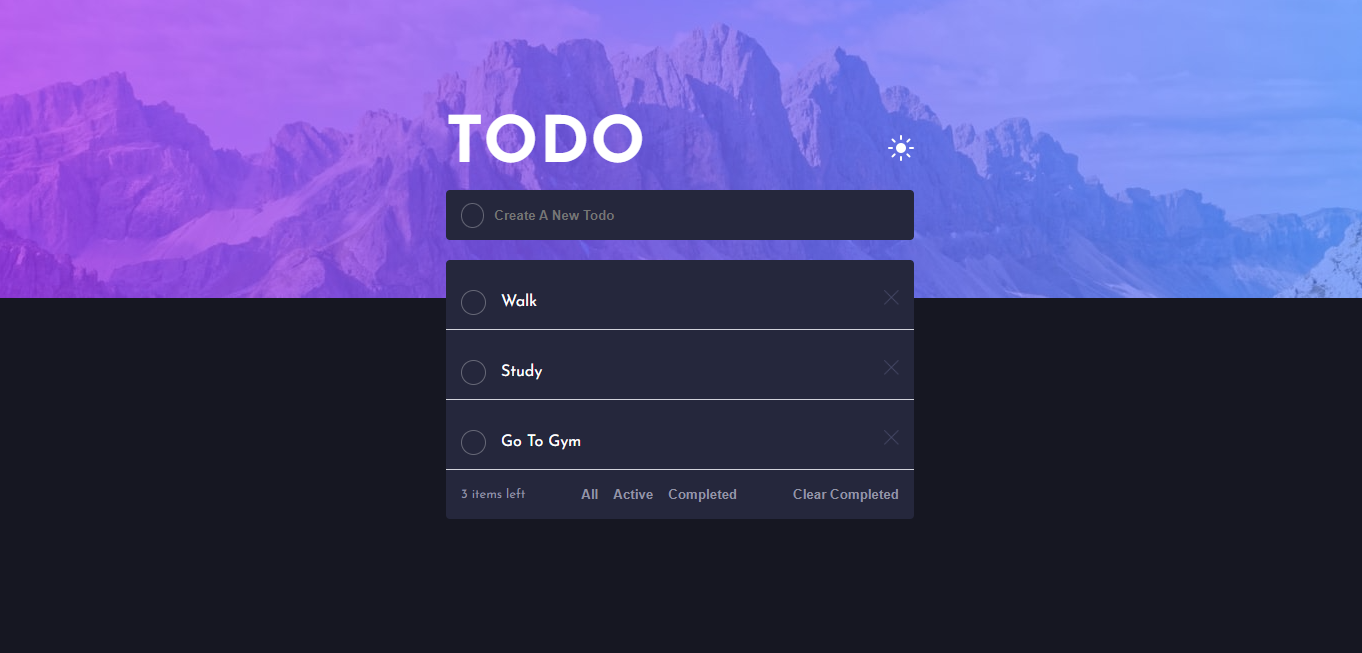 TODO
Create A New Todo
Walk
Study
Go To Gym
3 items left All Active Completed Clear Completed